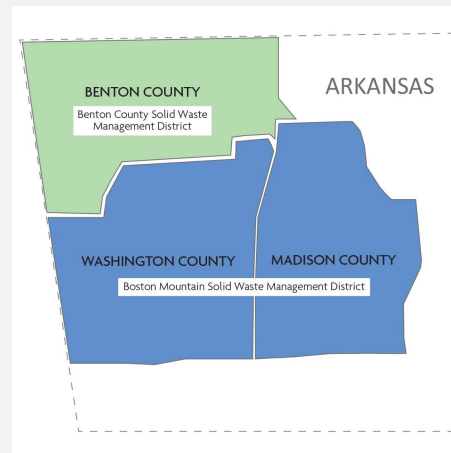 ARKANSAS
BENTON COUNTY
Benton County Solid Waste
Management District
WASHINGTON COUNTY
MADISON COUNTY
Boston Mountain Solid Waste Management District